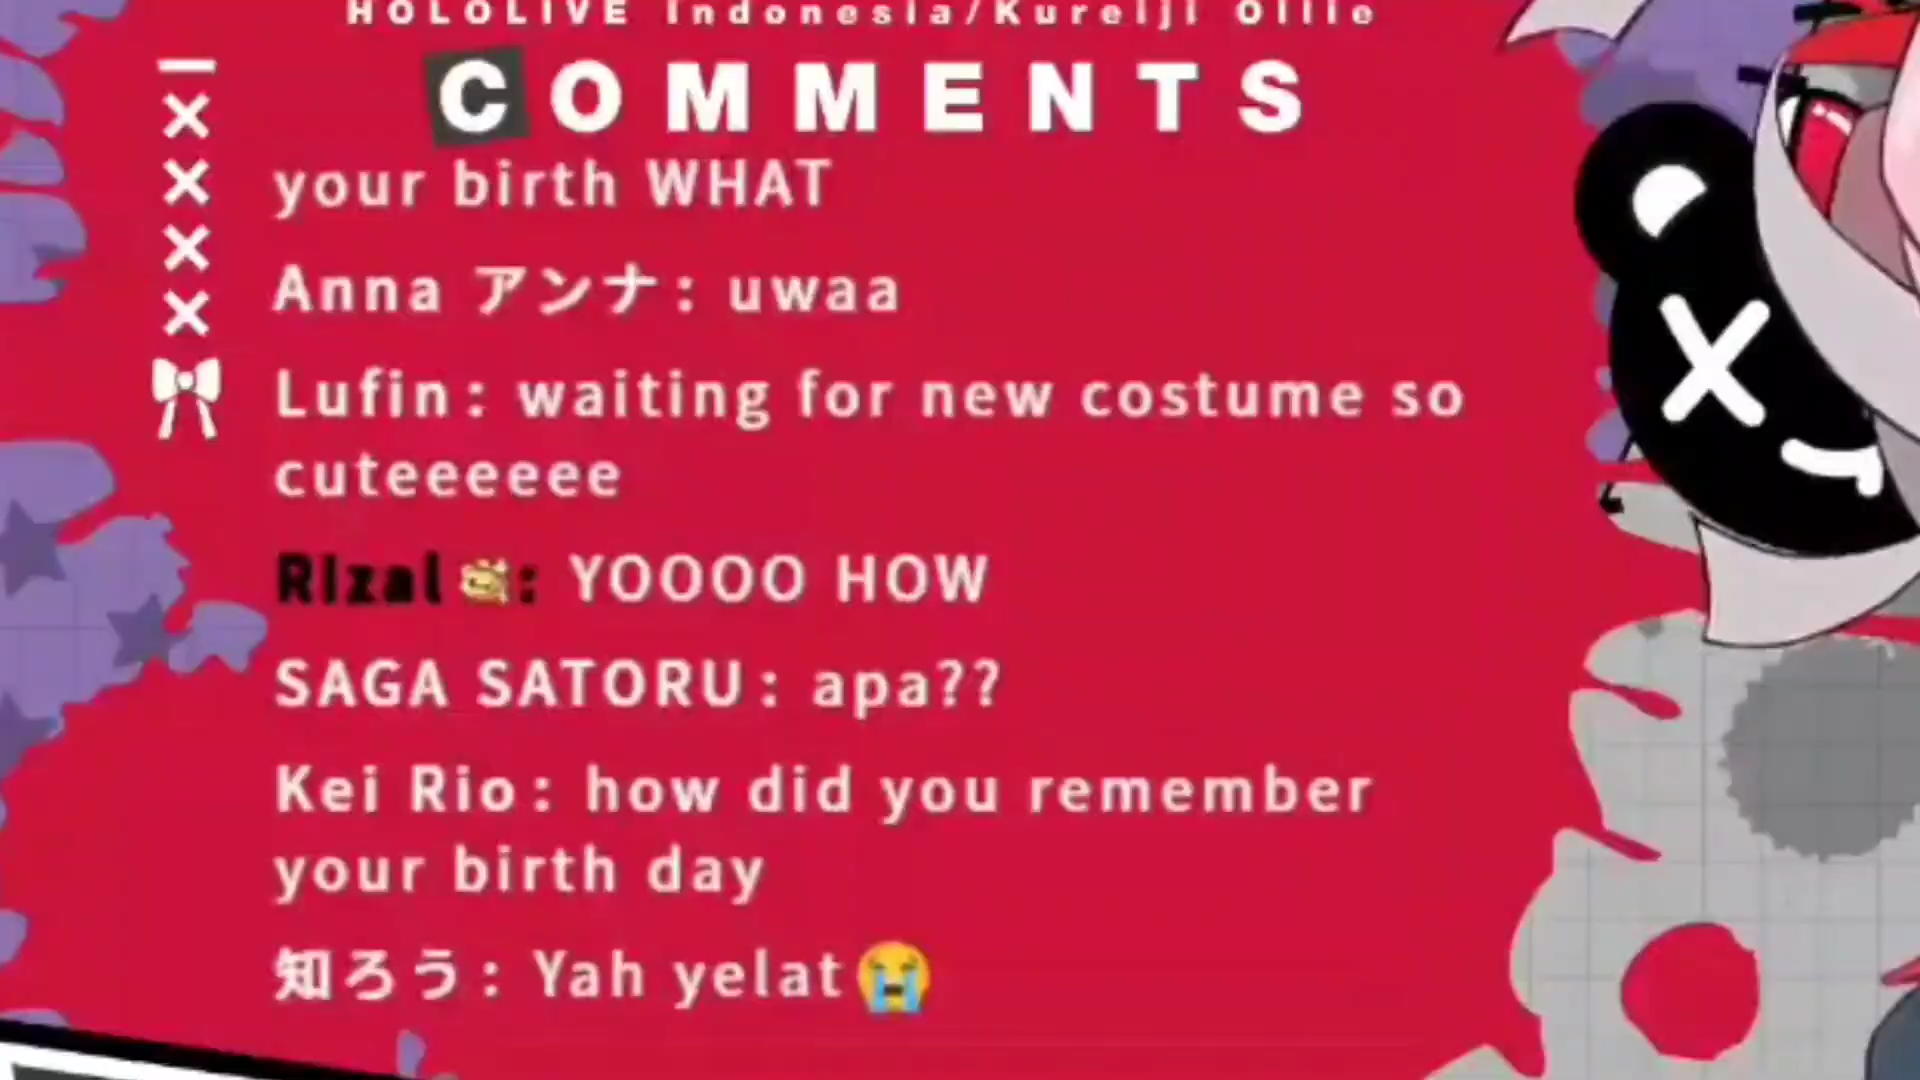 HOLOLIVE Indonesia/Kureiji Ollie
COMMENTS
your birth WHAT
Anna アンナ: uwaa
Lufin: waiting for new costume so
cuteeeeee
Rizal: YOOOO HOW
SAGA SATORU: apa??
Kei Rio: how did you remember
your birth day
知ろう: Yah yelat😭